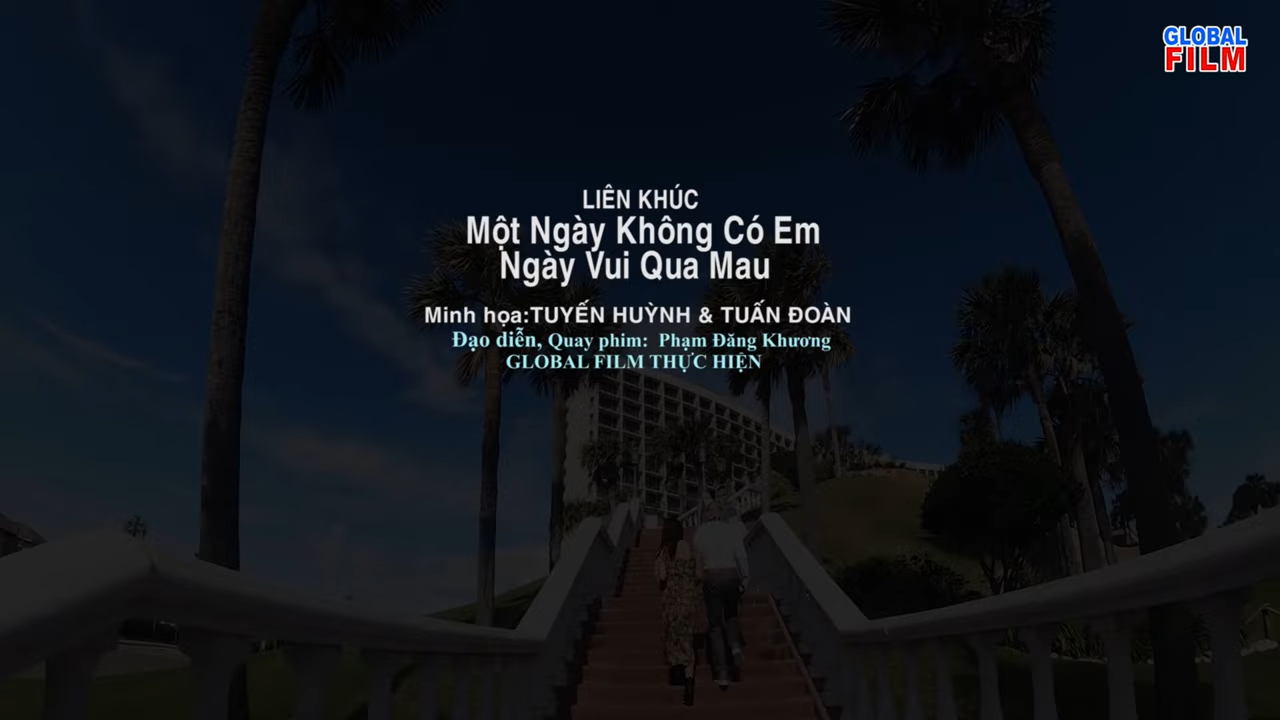 GLOBAL
FILM
LIÊN KHÚC
Một Ngày Không Có Em
Ngày Vui Qua Mau
Minh họa:TUYẾN HUỲNH & TUẤN ĐOÀN
Đạo diễn, Quay phim: Phạm Đăng Khương
GLOBAL FILM THỰC HIỆN